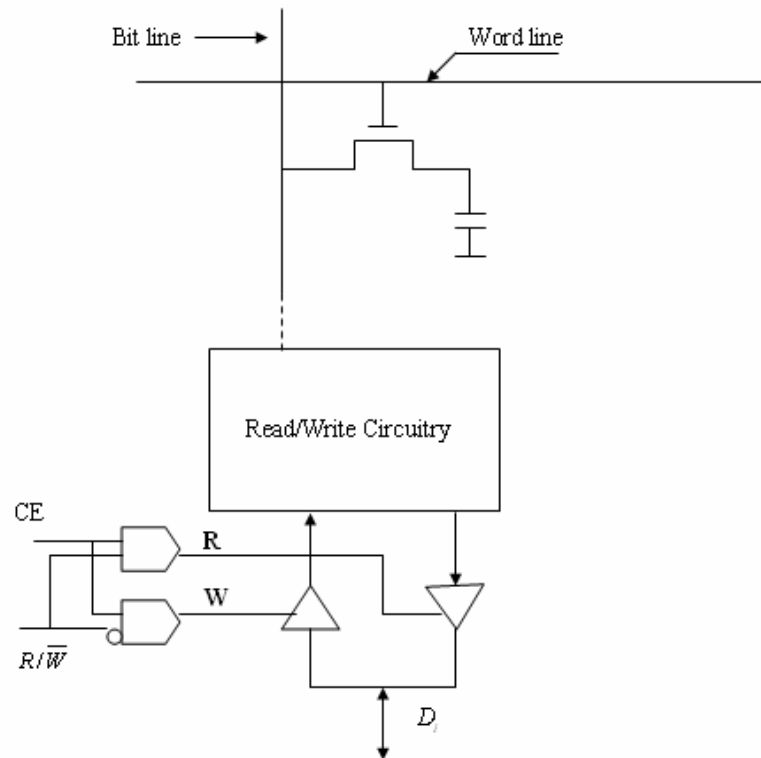 Bit line
Word line
Read/Write Circuitry
CE
R
W
R/W̅
Dᵢ